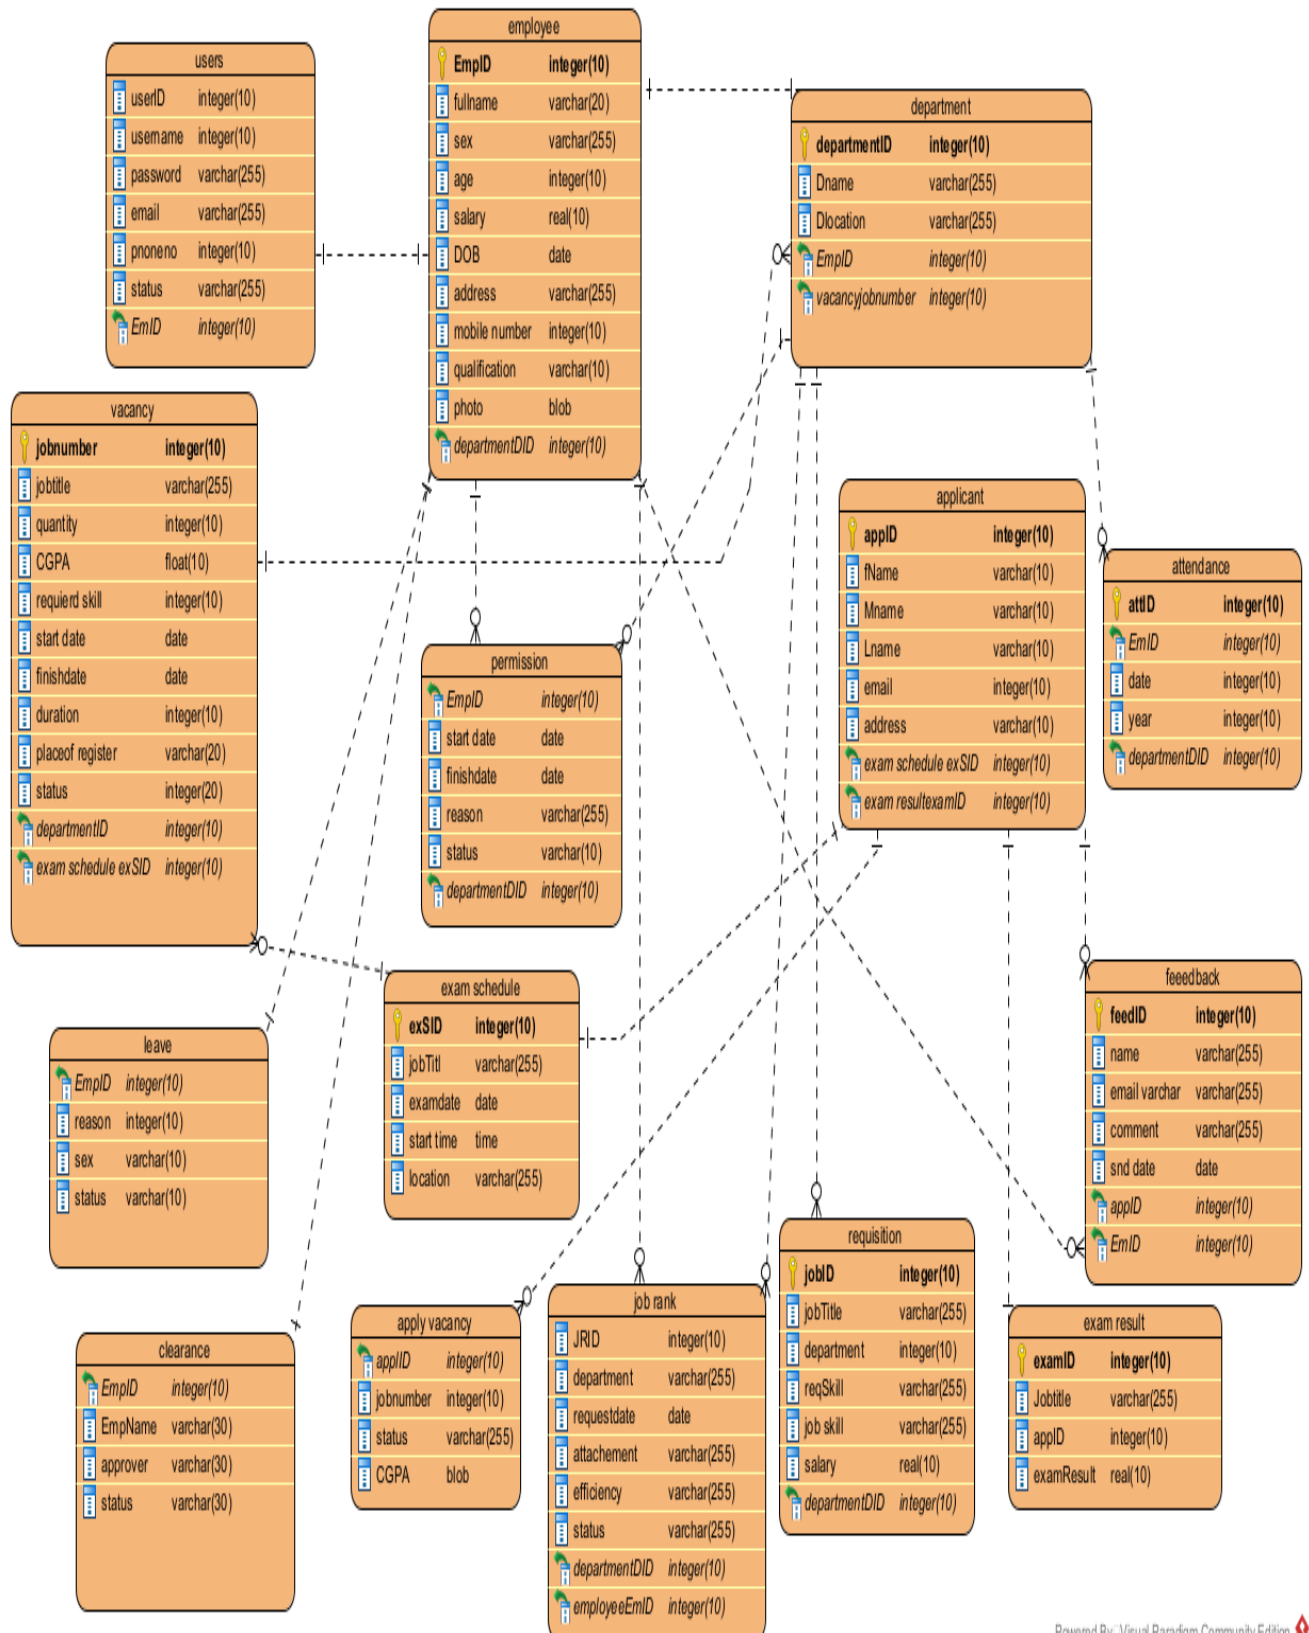 users
userID integer(10)
username integer(10)
password varchar(255)
email varchar(255)
pnoneno integer(10)
status varchar(255)
EmID integer(10)
employee
EmpID integer(10)
fullname varchar(20)
sex varchar(255)
age integer(10)
salary real(10)
DOB date
address varchar(255)
mobile number integer(10)
qualification varchar(10)
photo blob
departmentDID integer(10)
department
departmentID integer(10)
Dname varchar(255)
Dlocation varchar(255)
EmpID integer(10)
vacancyjobnumber integer(10)
vacancy
jobnumber integer(10)
jobtitle varchar(255)
quantity integer(10)
CGPA float(10)
requierd skill integer(10)
start date date
finishdate date
duration integer(10)
placeof register varchar(20)
status integer(20)
departmentID integer(10)
exam schedule exSID integer(10)
permission
EmpID integer(10)
start date date
finishdate date
reason varchar(255)
status varchar(10)
departmentDID integer(10)
applicant
appID integer(10)
fName varchar(10)
Mname varchar(10)
Lname varchar(10)
email integer(10)
address varchar(10)
exam schedule exSID integer(10)
exam resultexamID integer(10)
attendance
attID integer(10)
EmID integer(10)
date integer(10)
year integer(10)
departmentDID integer(10)
leave
EmpID integer(10)
reason integer(10)
sex varchar(10)
status varchar(10)
exam schedule
exSID integer(10)
jobTitl varchar(255)
examdate date
start time time
location varchar(255)
feeedback
feedID integer(10)
name varchar(255)
email varchar varchar(255)
comment varchar(255)
snd date date
appID integer(10)
EmID integer(10)
clearance
EmpID integer(10)
EmpName varchar(30)
approver varchar(30)
status varchar(30)
apply vacancy
applID integer(10)
jobnumber integer(10)
status varchar(255)
CGPA blob
job rank
JRID integer(10)
department varchar(255)
requestdate date
attachement varchar(255)
efficiency varchar(255)
status varchar(255)
departmentDID integer(10)
employeeEmID integer(10)
requisition
jobID integer(10)
jobTitle varchar(255)
department integer(10)
reqSkill varchar(255)
job skill varchar(255)
salary real(10)
departmentDID integer(10)
exam result
examID integer(10)
Jobtitle varchar(255)
appID integer(10)
examResult real(10)
Powered By Visual Paradigm Community Edition